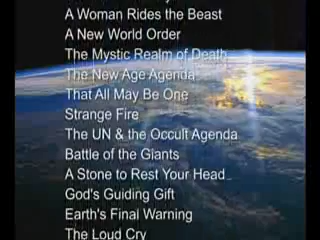 A Woman Rides the Beast
A New World Order
The Mystic Realm of Death
The New Age Agenda
That All May Be One
Strange Fire
The UN & the Occult Agenda
Battle of the Giants
A Stone to Rest Your Head
God's Guiding Gift
Earth's Final Warning
The Loud Cry